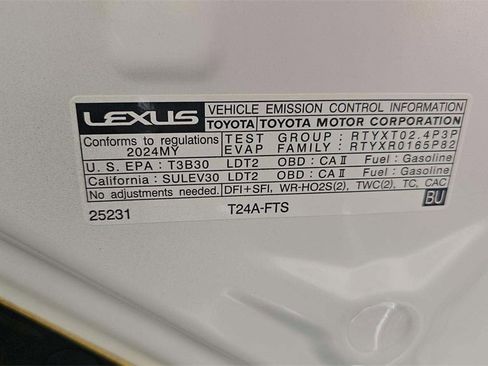 LEXUS VEHICLE EMISSION CONTROL INFORMATION
TOYOTA TOYOTA MOTOR CORPORATION
Conforms to regulations TEST GROUP : RTYXT02.4P3P
2024MY EVAP FAMILY : RTYXR0165P82
U.S. EPA : T3B30 LDT2 OBD : CA II Fuel : Gasoline
California : SULEV30 LDT2 OBD : CA II Fuel : Gasoline
No adjustments needed. DFI+SFI, WR-HO2S(2), TWC(2), TC, CAC
25231 T24A-FTS BU